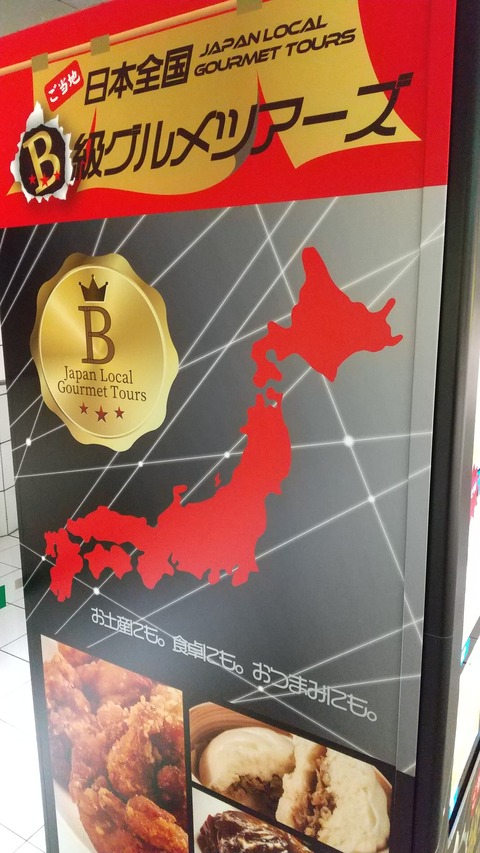 ご当地
日本全国
JAPAN LOCAL
GOURMET TOURS
B級グルメツアーズ
B
Japan Local
Gourmet Tours
お土産にも。食卓にも。おつまみにも。